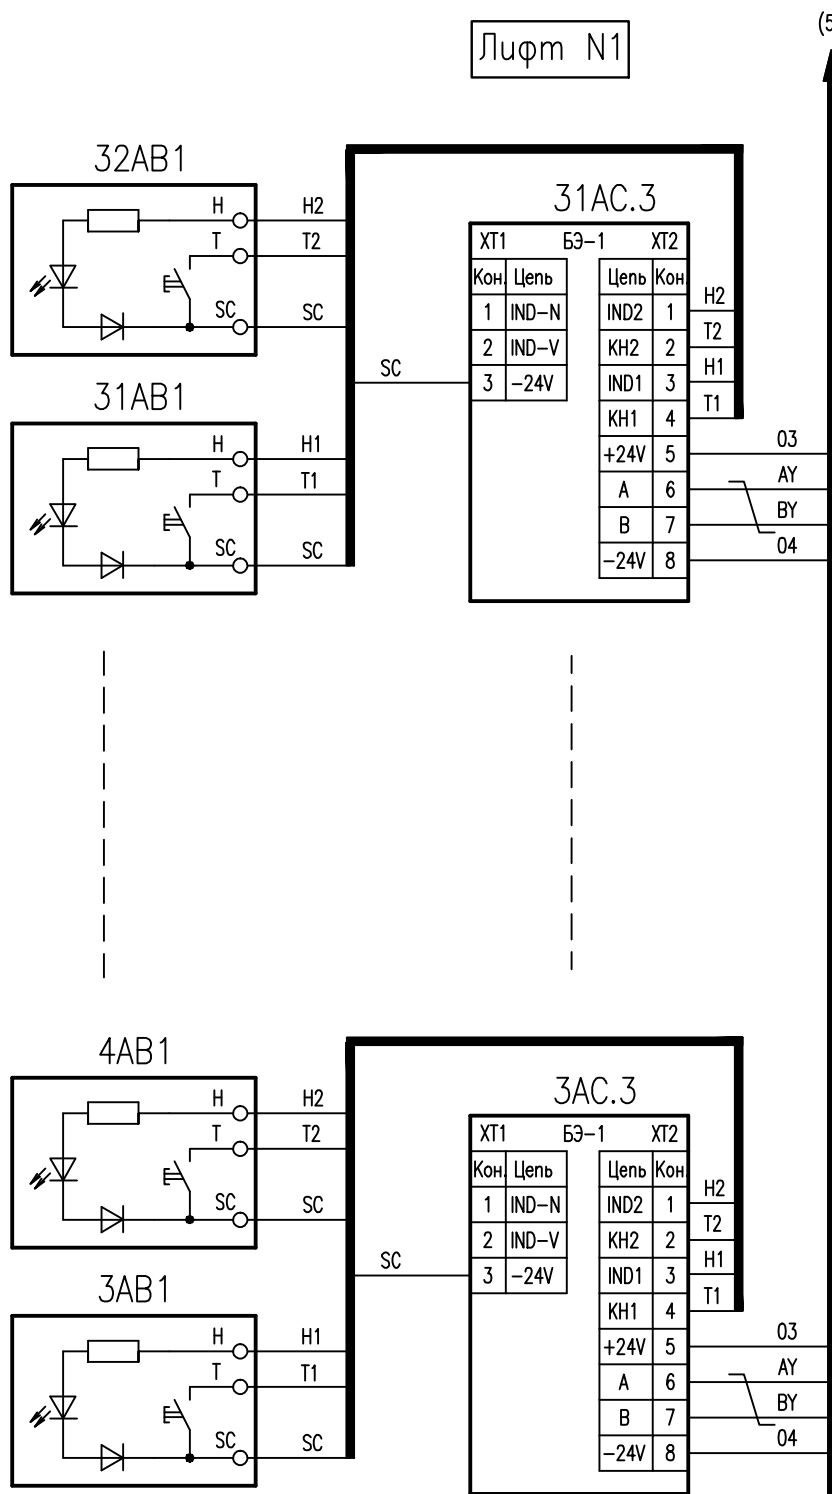 (5
Лифт N1
32AB1
H H2
T T2
SC SC
31AC.3
XT1 БЭ-1 XT2
Кон. Цепь Цепь Кон.
1 IND-N IND2 1 H2
2 IND-V KH2 2 T2
SC 3 -24V IND1 3 H1
KH1 4 T1
+24V 5 03
A 6 AY
B 7 BY
-24V 8 04
31AB1
H H1
T T1
SC SC
4AB1
H H2
T T2
SC SC
3AC.3
XT1 БЭ-1 XT2
Кон. Цепь Цепь Кон.
1 IND-N IND2 1 H2
2 IND-V KH2 2 T2
SC 3 -24V IND1 3 H1
KH1 4 T1
+24V 5 03
A 6 AY
B 7 BY
-24V 8 04
3AB1
H H1
T T1
SC SC